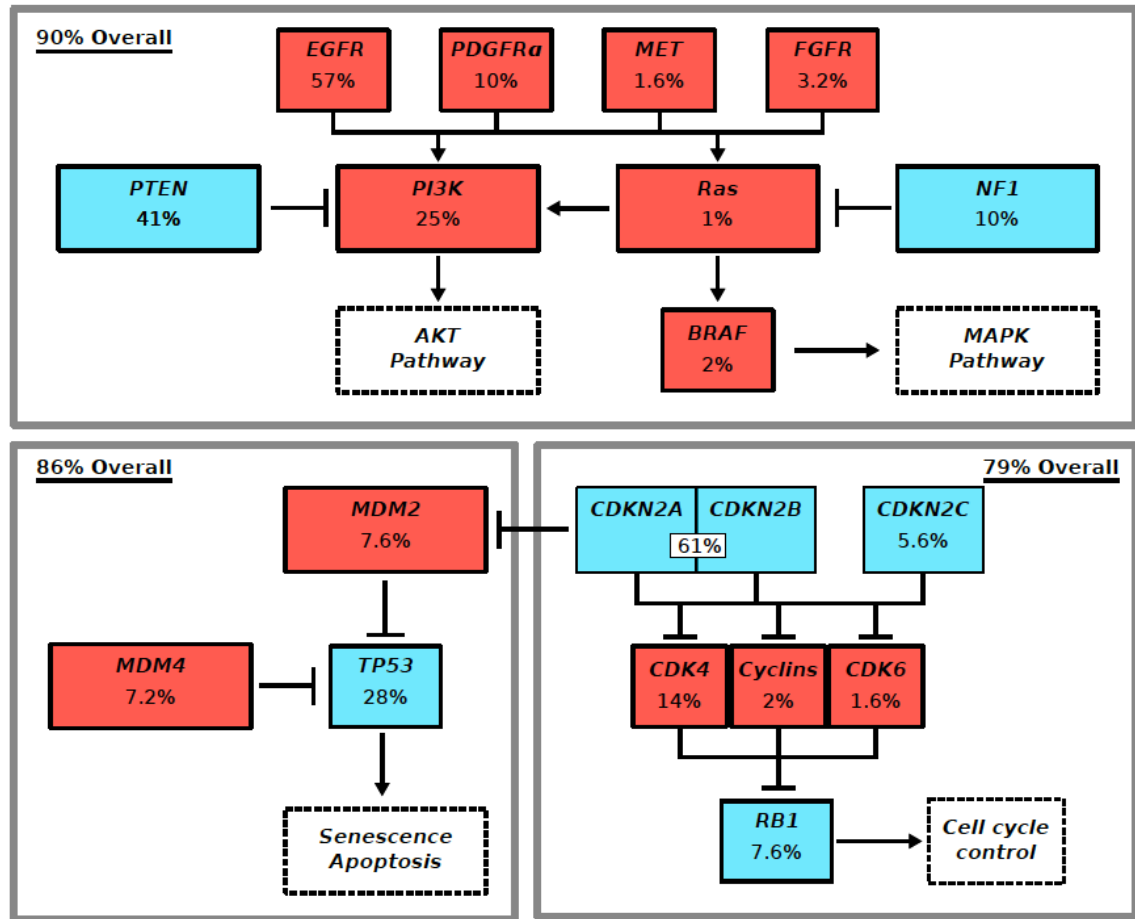 90% Overall
EGFR
57%
PDGFRα
10%
MET
1.6%
FGFR
3.2%
PTEN
41%
PI3K
25%
Ras
1%
NF1
10%
AKT
Pathway
BRAF
2%
MAPK
Pathway
86% Overall
MDM2
7.6%
MDM4
7.2%
TP53
28%
Senescence
Apoptosis
79% Overall
CDKN2A
CDKN2B
61%
CDKN2C
5.6%
CDK4
14%
Cyclins
2%
CDK6
1.6%
RB1
7.6%
Cell cycle
control